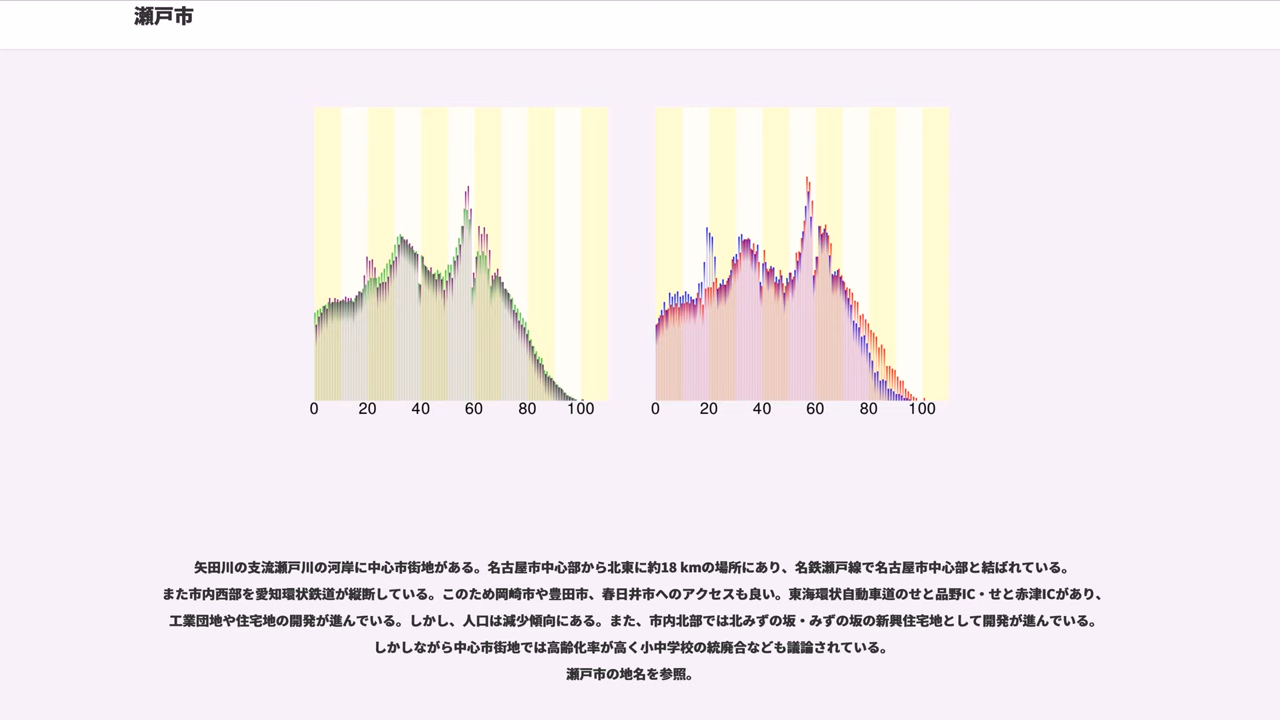 瀬戸市
0 20 40 60 80 100
0 20 40 60 80 100
矢田川の支流瀬戸川の河岸に中心市街地がある。名古屋市中心部から北東に約18 kmの場所にあり、名鉄瀬戸線で名古屋市中心部と結ばれている。
また市内西部を愛知環状鉄道が縦断している。このため岡崎市や豊田市、春日井市へのアクセスも良い。東海環状自動車道のせと品野IC・せと赤津ICがあり、
工業団地や住宅地の開発が進んでいる。しかし、人口は減少傾向にある。また、市内北部では北みずの坂・みずの坂の新興住宅地として開発が進んでいる。
しかしながら中心市街地では高齢化率が高く小中学校の統廃合なども議論されている。
瀬戸市の地名を参照。